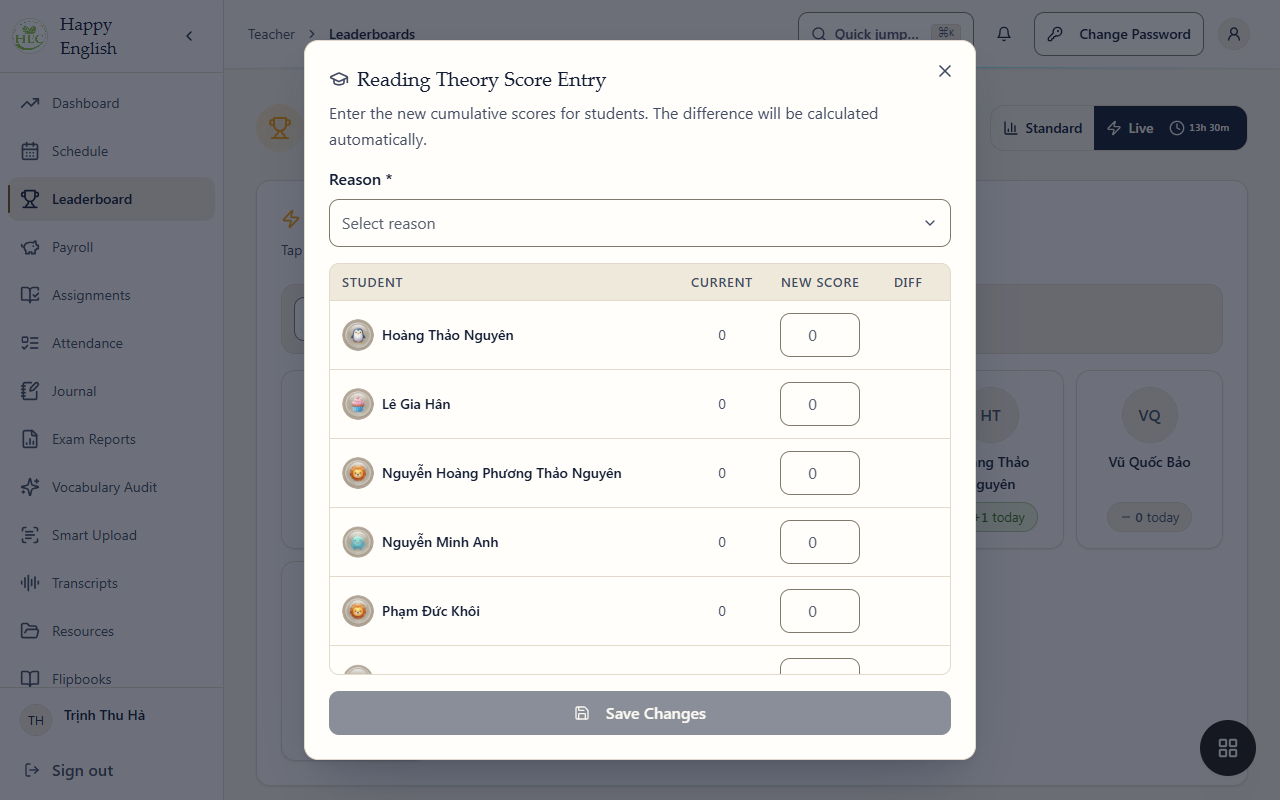 Happy
English
Dashboard
Schedule
Leaderboard
Payroll
Assignments
Attendance
Journal
Exam Reports
Vocabulary Audit
Smart Upload
Transcripts
Resources
Flipbooks
TH
Trịnh Thu Hà
Sign out
Teacher
Leaderboards
Quick jump...
⌘K
Change Password
Standard
Live
13h 30m
Tap
Reading Theory Score Entry
Enter the new cumulative scores for students. The difference will be calculated
automatically.
Reason *
Select reason
STUDENT CURRENT NEW SCORE DIFF
Hoàng Thảo Nguyên 0 0
Lê Gia Hân 0 0
Nguyễn Hoàng Phương Thảo Nguyên 0 0
Nguyễn Minh Anh 0 0
Phạm Đức Khôi 0 0
Save Changes
HT
ng Thảo
guyên
+1 today
VQ
Vũ Quốc Bảo
− 0 today